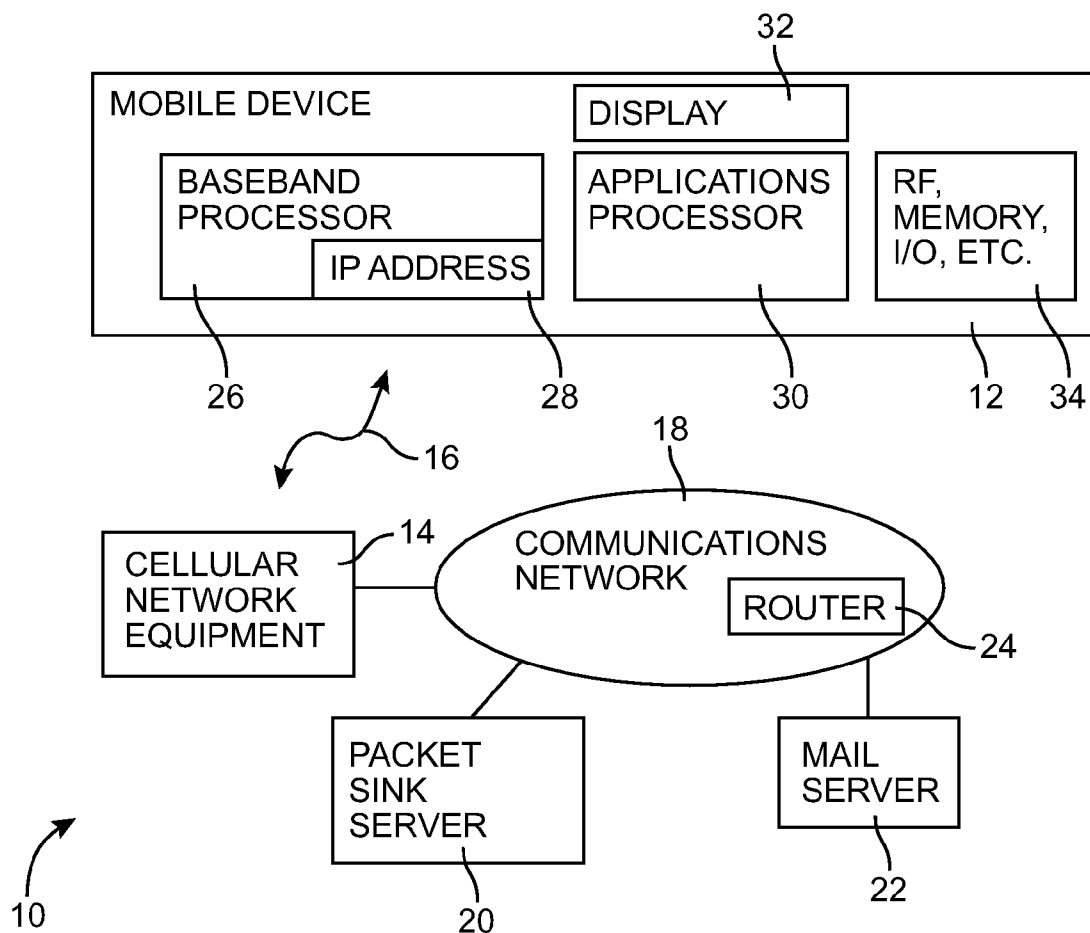 32
MOBILE DEVICE
DISPLAY
BASEBAND
PROCESSOR
IP ADDRESS
APPLICATIONS
PROCESSOR
RF,
MEMORY,
I/O, ETC.
26
28
30
12
34
16
18
14
CELLULAR
NETWORK
EQUIPMENT
COMMUNICATIONS
NETWORK
ROUTER
24
PACKET
SINK
SERVER
MAIL
SERVER
10
20
22